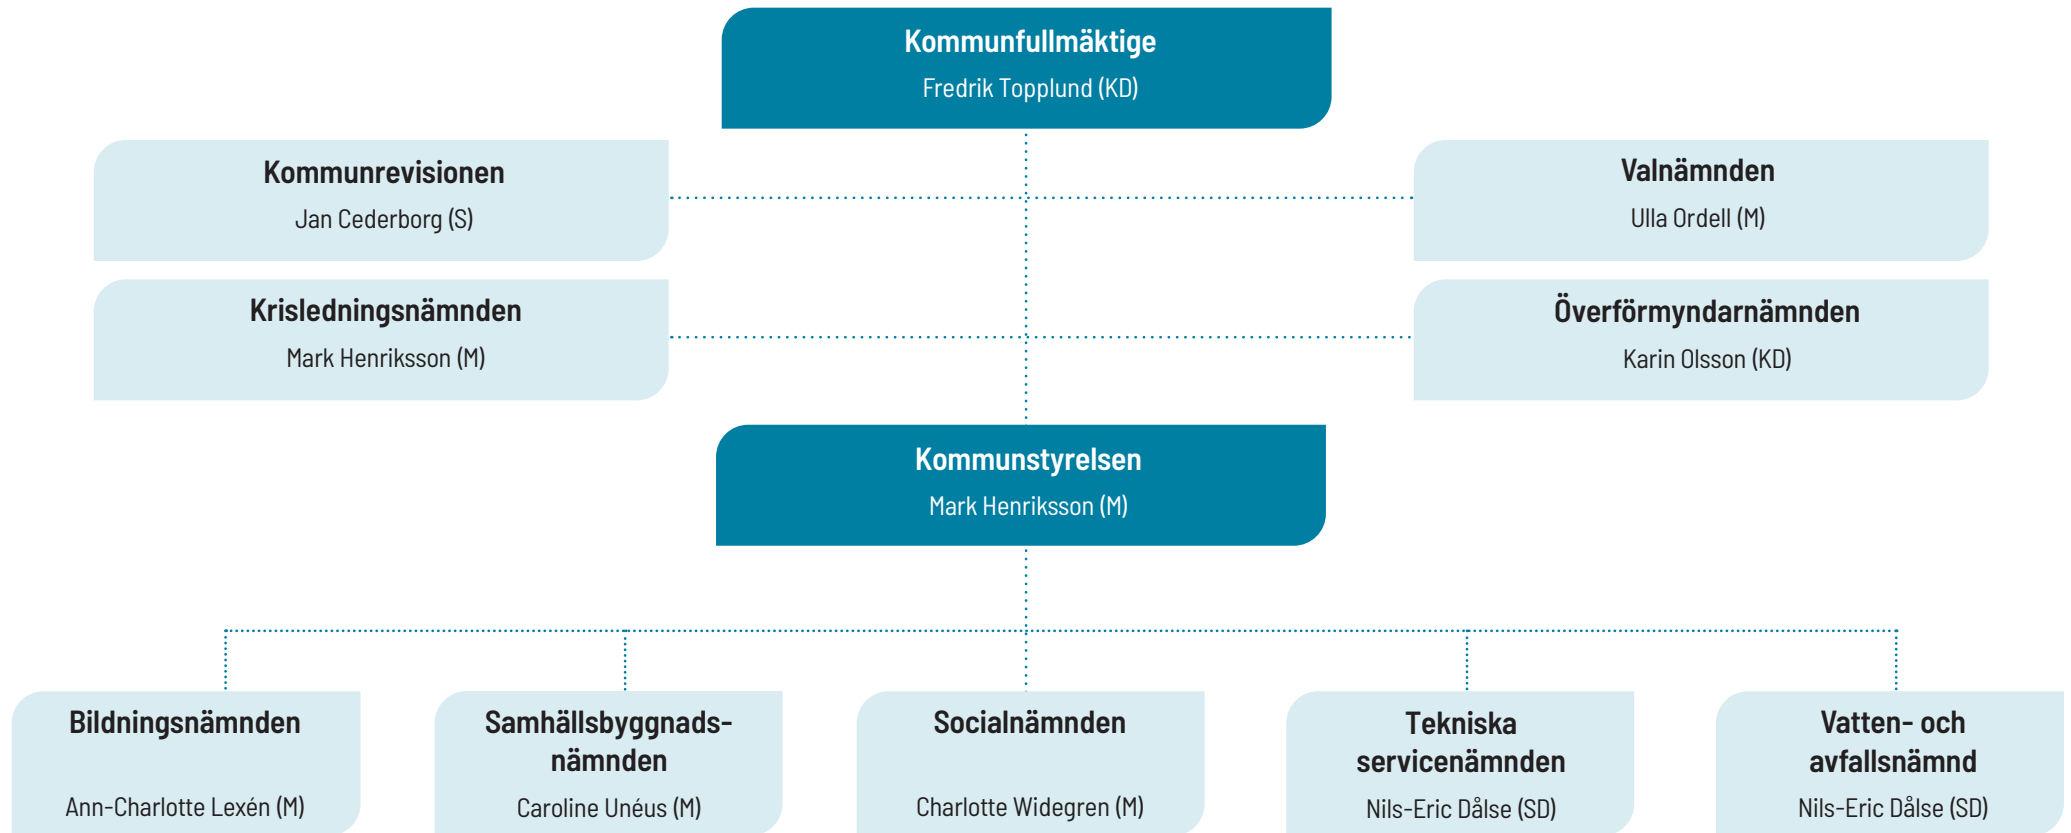 Kommunfullmäktige
Fredrik Topplund (KD)
Kommunrevisionen
Jan Cederborg (S)
Valnämnden
Ulla Ordell (M)
Krisledningsnämnden
Mark Henriksson (M)
Överförmyndarnämnden
Karin Olsson (KD)
Kommunstyrelsen
Mark Henriksson (M)
Bildningsnämnden
Ann-Charlotte Lexén (M)
Samhällsbyggnads-
nämnden
Caroline Unéus (M)
Socialnämnden
Charlotte Widegren (M)
Tekniska
servicenämnden
Nils-Eric Dålse (SD)
Vatten- och
avfallsnämnd
Nils-Eric Dålse (SD)